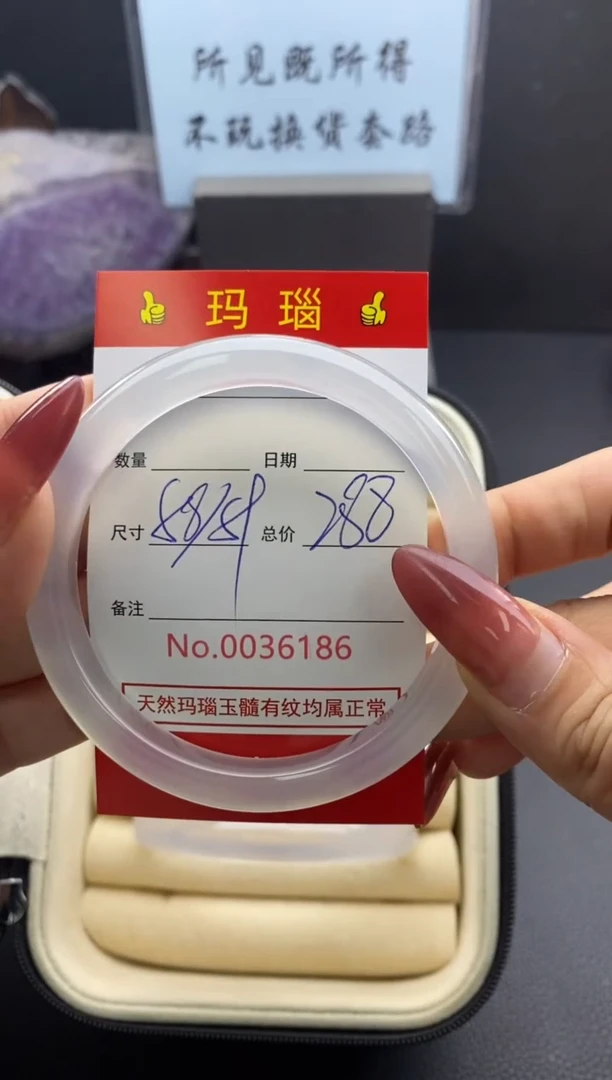 所见既所得
不玩换货套路
玛瑙
数量 日期
尺寸 58/59 总价 288
备注
No.0036186
天然玛瑙玉髓有纹均属正常